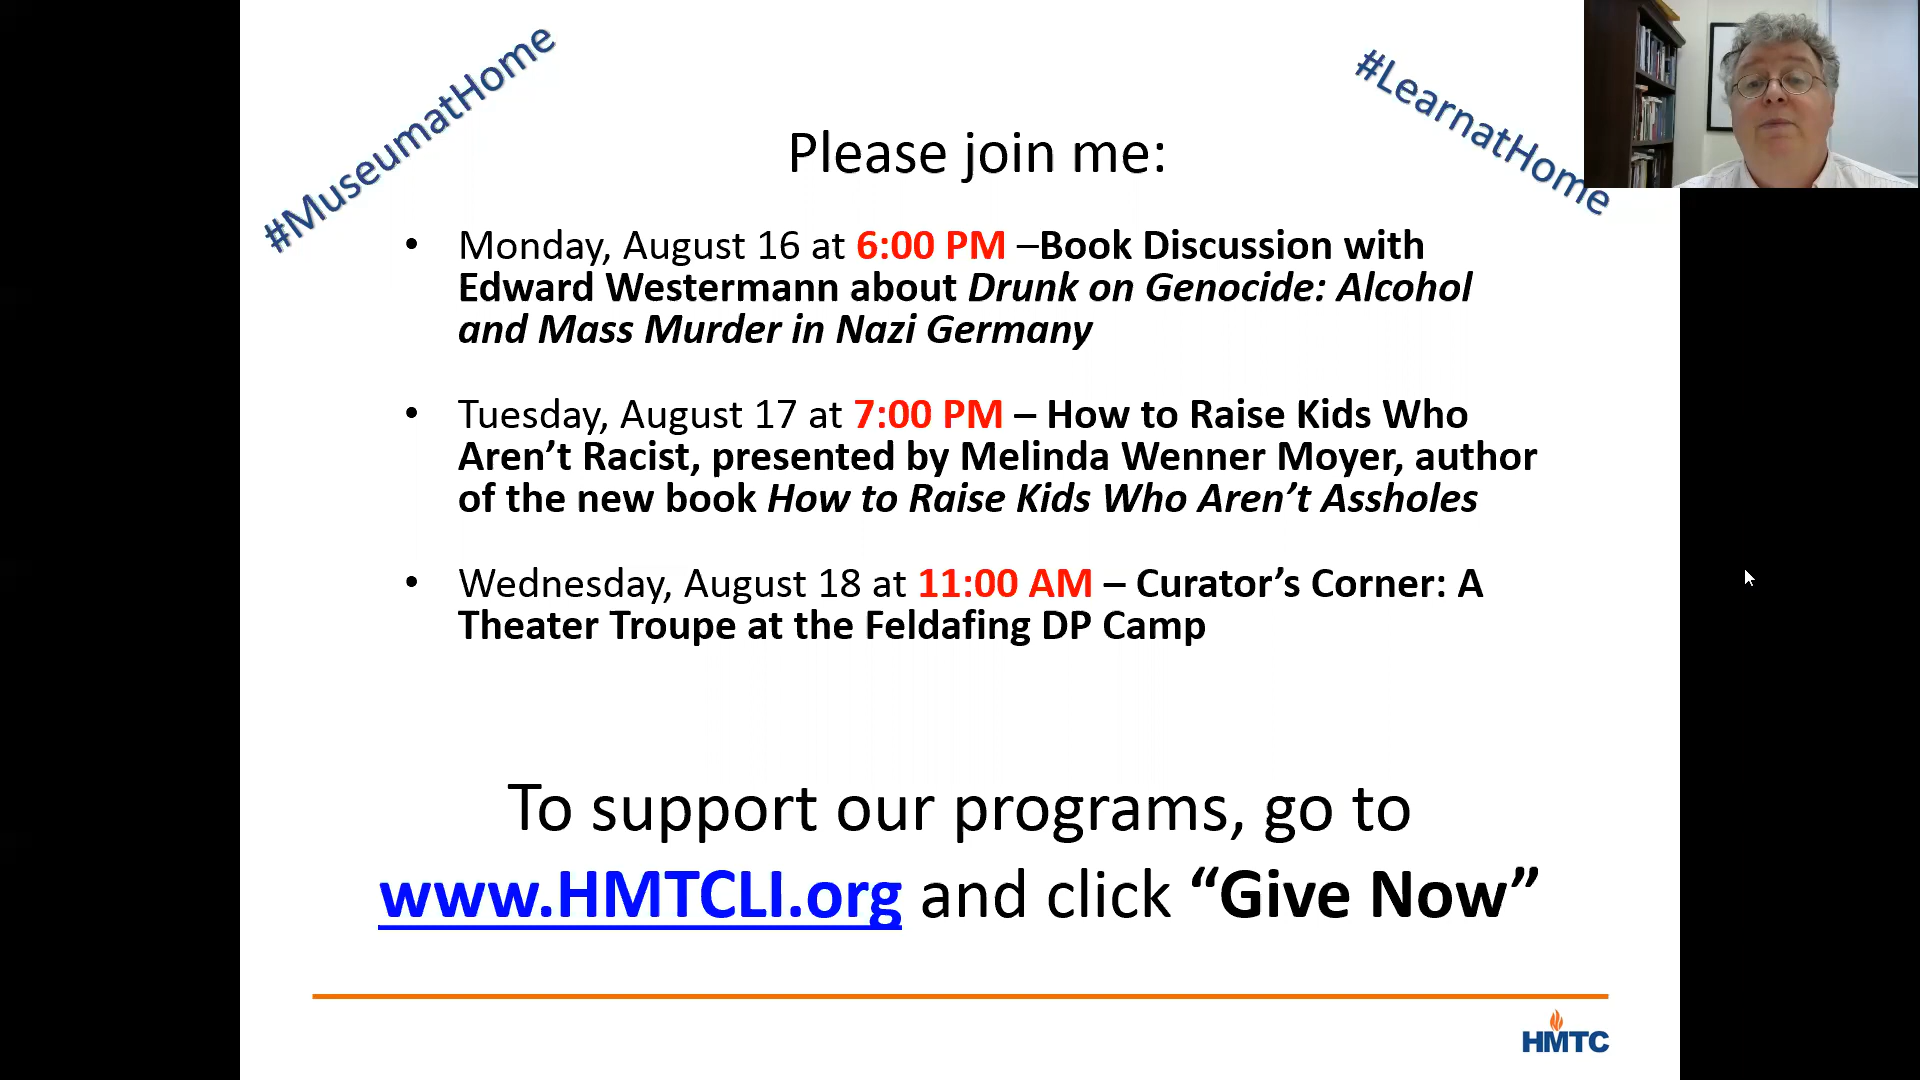 #MuseumatHome
#LearnatHome
Please join me:
• Monday, August 16 at 6:00 PM –Book Discussion with
Edward Westermann about Drunk on Genocide: Alcohol
and Mass Murder in Nazi Germany
• Tuesday, August 17 at 7:00 PM – How to Raise Kids Who
Aren’t Racist, presented by Melinda Wenner Moyer, author
of the new book How to Raise Kids Who Aren’t Assholes
• Wednesday, August 18 at 11:00 AM – Curator’s Corner: A
Theater Troupe at the Feldafing DP Camp
To support our programs, go to
www.HMTCLI.org and click “Give Now”
HMTC